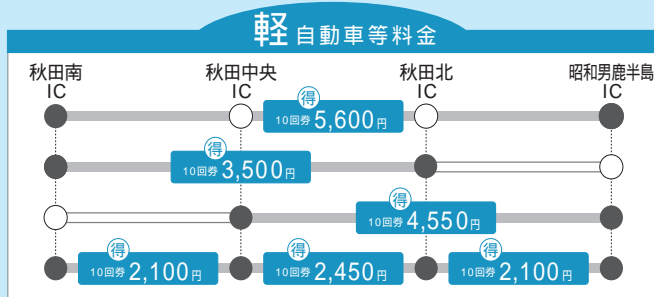 軽自動車等料金
秋田南 秋田中央 秋田北 昭和男鹿半島
IC IC IC IC
得
10回券5,600円
得
10回券3,500円
得
10回券4,550円
得 得 得
10回券2,100円 10回券2,450円 10回券2,100円